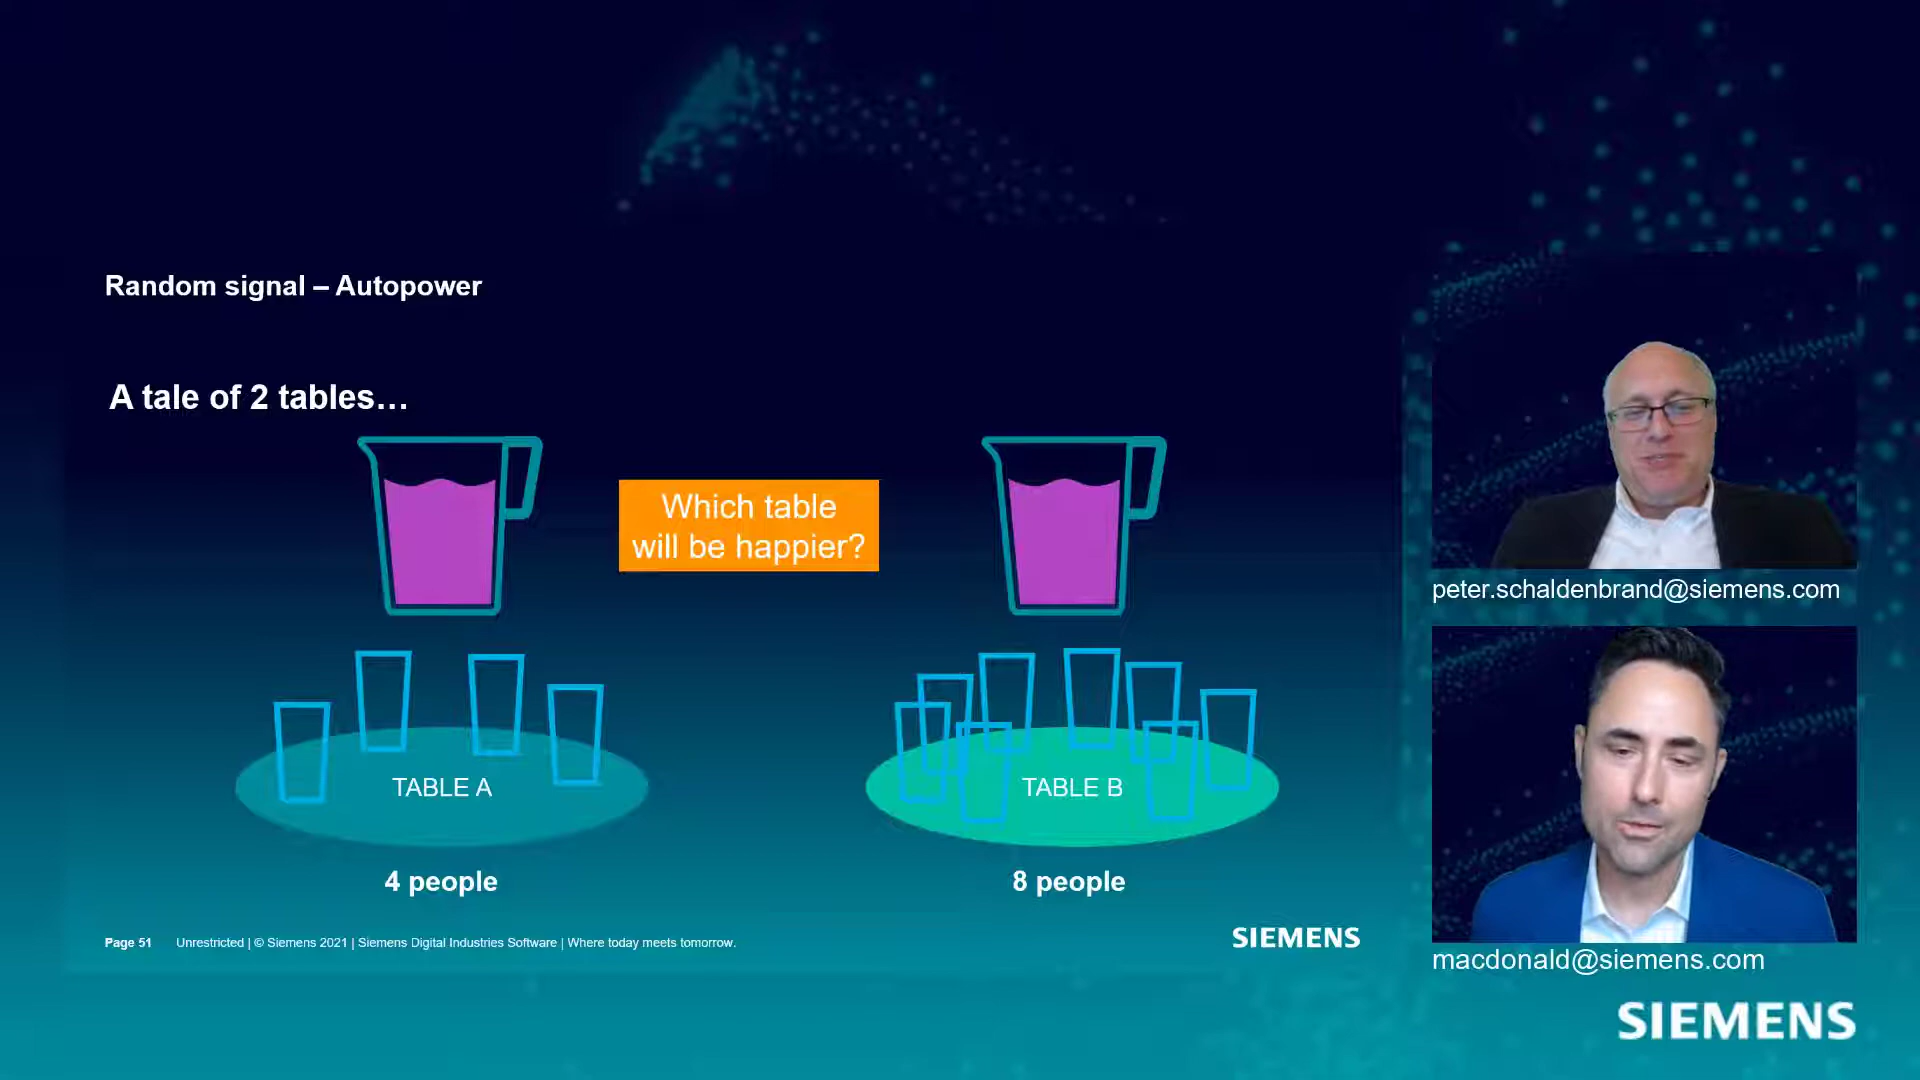 Random signal – Autopower
A tale of 2 tables…
Which table
will be happier?
TABLE A
TABLE B
4 people
8 people
Page 51 Unrestricted | © Siemens 2021 | Siemens Digital Industries Software | Where today meets tomorrow.
SIEMENS
peter.schaldenbrand@siemens.com
macdonald@siemens.com
SIEMENS